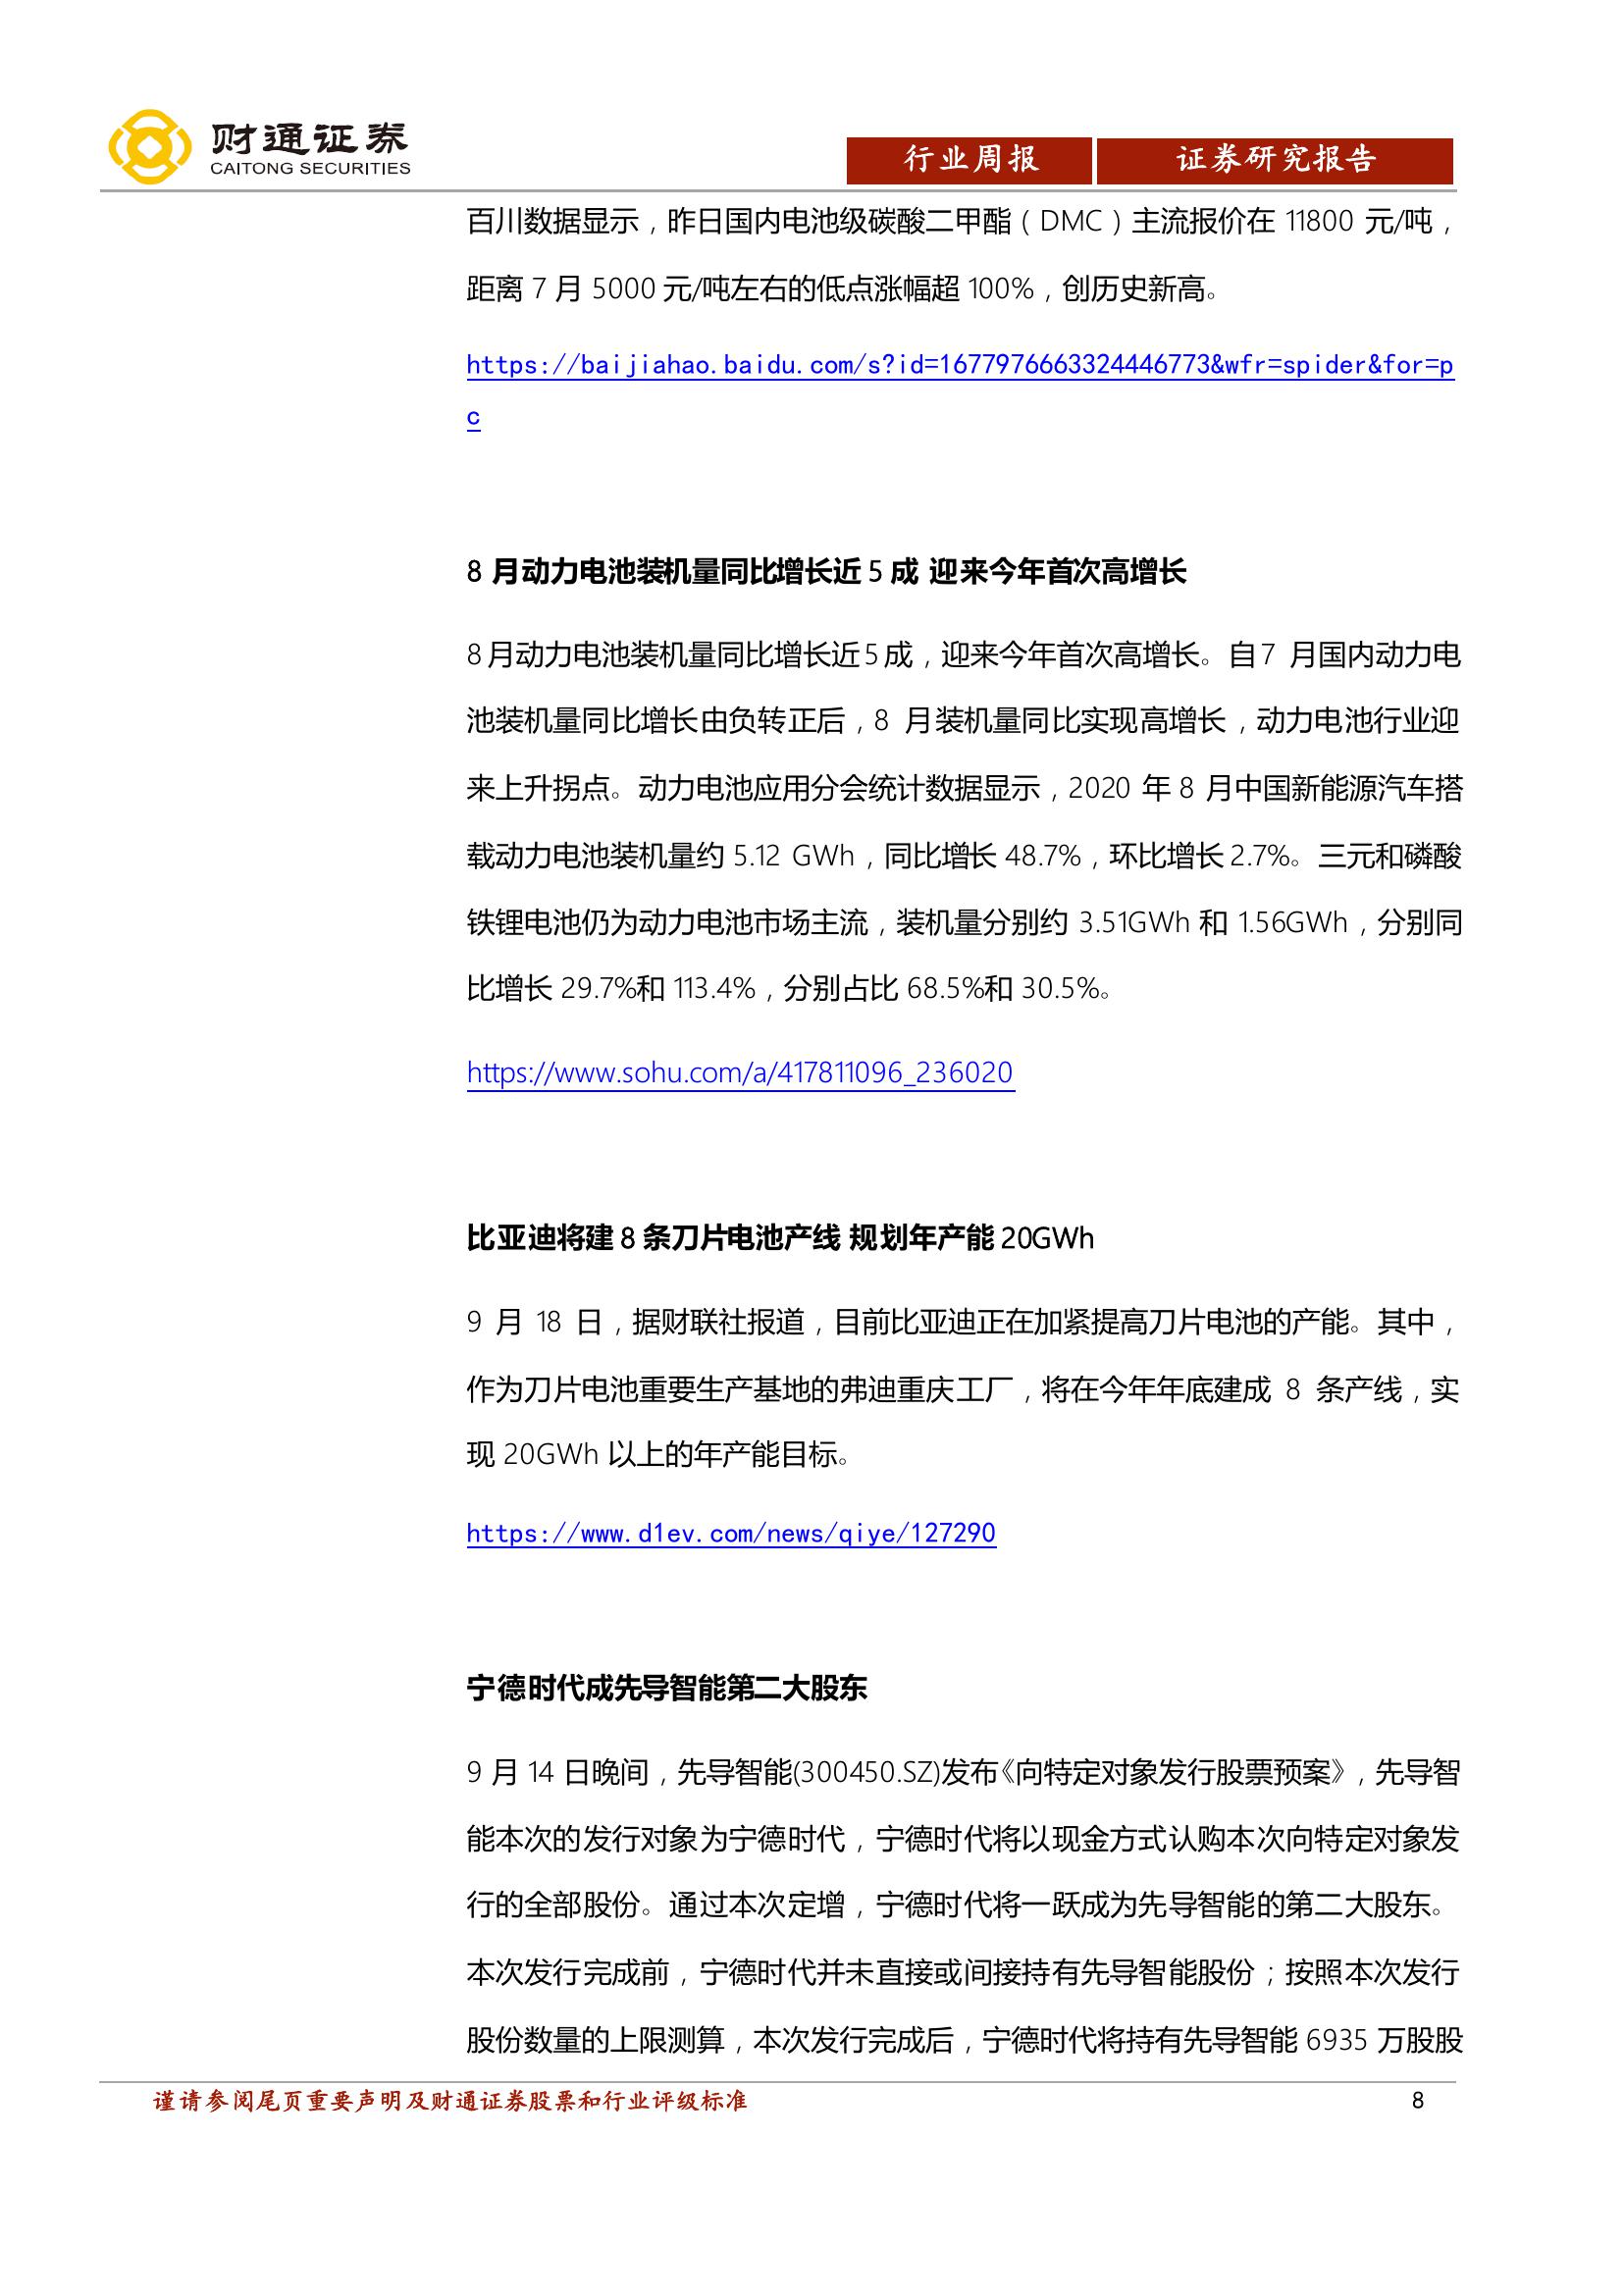 财通证券
CAITONG SECURITIES
行业周报
证券研究报告
百川数据显示，昨日国内电池级碳酸二甲酯（DMC）主流报价在 11800 元/吨，
距离 7 月 5000 元/吨左右的低点涨幅超 100%，创历史新高。
https://baijiahao.baidu.com/s?id=1677976663324446773&wfr=spider&for=p
c
8 月动力电池装机量同比增长近 5 成 迎来今年首次高增长
8 月动力电池装机量同比增长近 5 成，迎来今年首次高增长。自 7 月国内动力电
池装机量同比增长由负转正后，8 月装机量同比实现高增长，动力电池行业迎
来上升拐点。动力电池应用分会统计数据显示，2020 年 8 月中国新能源汽车搭
载动力电池装机量约 5.12 GWh，同比增长 48.7%，环比增长 2.7%。三元和磷酸
铁锂电池仍为动力电池市场主流，装机量分别约 3.51GWh 和 1.56GWh，分别同
比增长 29.7%和 113.4%，分别占比 68.5%和 30.5%。
https://www.sohu.com/a/417811096_236020
比亚迪将建 8 条刀片电池产线 规划年产能 20GWh
9 月 18 日，据财联社报道，目前比亚迪正在加紧提高刀片电池的产能。其中，
作为刀片电池重要生产基地的弗迪重庆工厂，将在今年年底建成 8 条产线，实
现 20GWh 以上的年产能目标。
https://www.d1ev.com/news/qiye/127290
宁德时代成先导智能第二大股东
9 月 14 日晚间，先导智能(300450.SZ)发布《向特定对象发行股票预案》，先导智
能本次的发行对象为宁德时代，宁德时代将以现金方式认购本次向特定对象发
行的全部股份。通过本次定增，宁德时代将一跃成为先导智能的第二大股东。
本次发行完成前，宁德时代并未直接或间接持有先导智能股份；按照本次发行
股份数量的上限测算，本次发行完成后，宁德时代将持有先导智能 6935 万股股
谨请参阅尾页重要声明及财通证券股票和行业评级标准
8